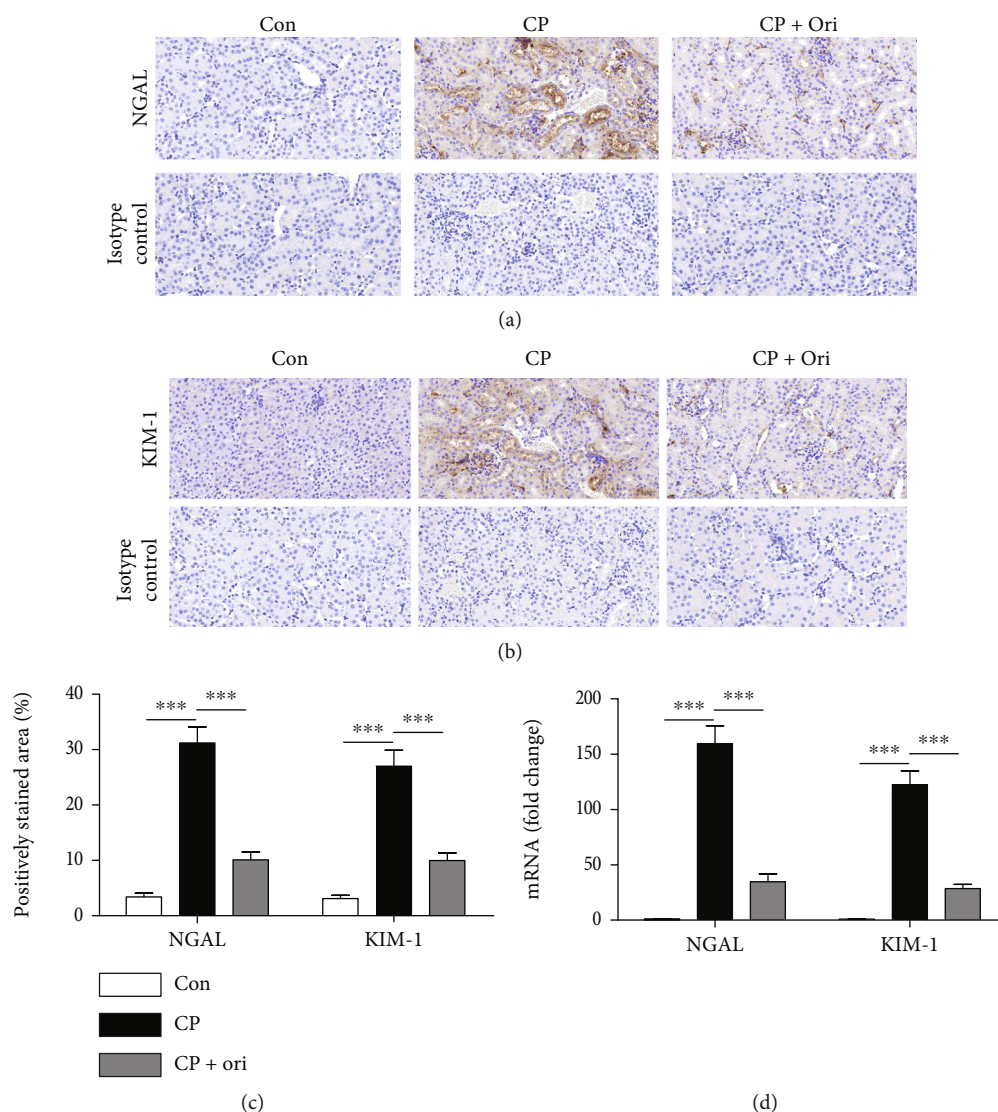 Con CP CP + Ori
NGAL
Isotype
control
(a)
Con CP CP + Ori
KIM-1
Isotype
control
(b)
Positively stained area (%)
40
30
20
10
0
*** *** *** ***
NGAL KIM-1
Con
CP
CP + ori
(c)
mRNA (fold change)
200
150
100
50
0
*** *** *** ***
NGAL KIM-1
(d)